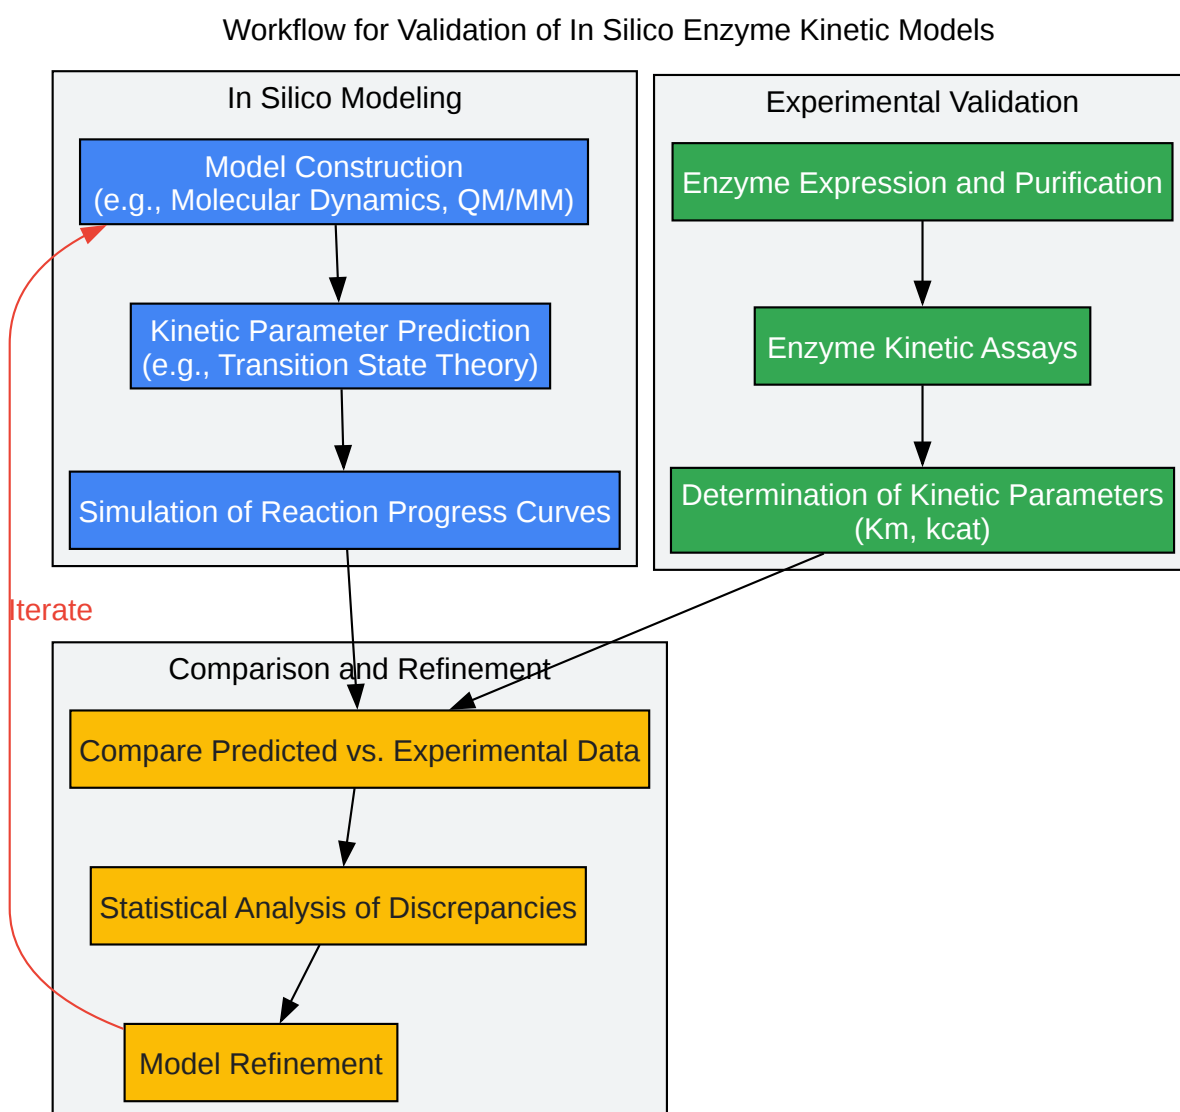 Workflow for Validation of In Silico Enzyme Kinetic Models
In Silico Modeling
Model Construction
(e.g., Molecular Dynamics, QM/MM)
Kinetic Parameter Prediction
(e.g., Transition State Theory)
Simulation of Reaction Progress Curves
Experimental Validation
Enzyme Expression and Purification
Enzyme Kinetic Assays
Determination of Kinetic Parameters
(Km, kcat)
Iterate
Comparison and Refinement
Compare Predicted vs. Experimental Data
Statistical Analysis of Discrepancies
Model Refinement